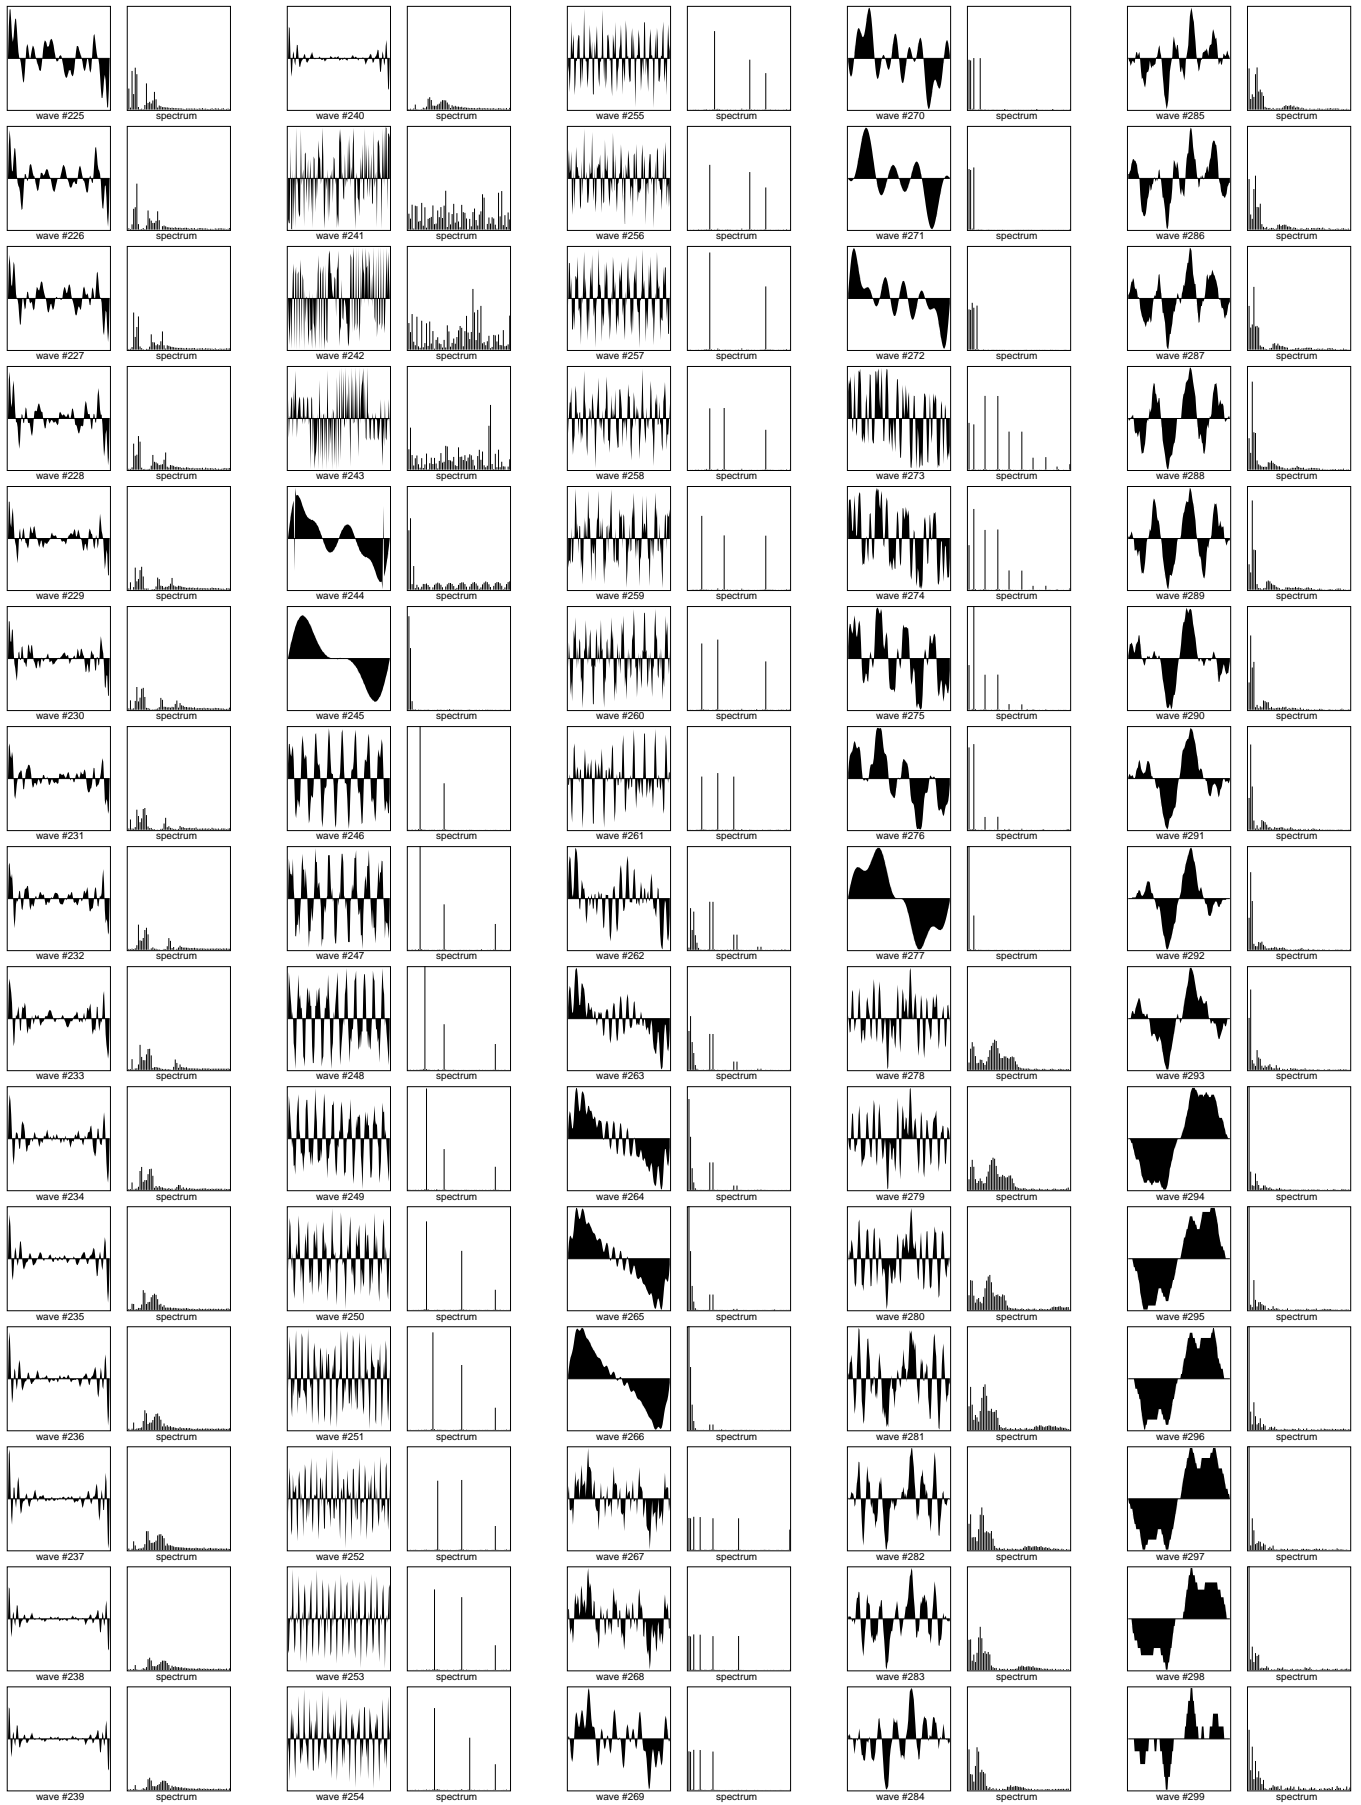 wave #225 spectrum wave #240 spectrum wave #255 spectrum wave #270 spectrum wave #285 spectrum
wave #226 spectrum wave #241 spectrum wave #256 spectrum wave #271 spectrum wave #286 spectrum
wave #227 spectrum wave #242 spectrum wave #257 spectrum wave #272 spectrum wave #287 spectrum
wave #228 spectrum wave #243 spectrum wave #258 spectrum wave #273 spectrum wave #288 spectrum
wave #229 spectrum wave #244 spectrum wave #259 spectrum wave #274 spectrum wave #289 spectrum
wave #230 spectrum wave #245 spectrum wave #260 spectrum wave #275 spectrum wave #290 spectrum
wave #231 spectrum wave #246 spectrum wave #261 spectrum wave #276 spectrum wave #291 spectrum
wave #232 spectrum wave #247 spectrum wave #262 spectrum wave #277 spectrum wave #292 spectrum
wave #233 spectrum wave #248 spectrum wave #263 spectrum wave #278 spectrum wave #293 spectrum
wave #234 spectrum wave #249 spectrum wave #264 spectrum wave #279 spectrum wave #294 spectrum
wave #235 spectrum wave #250 spectrum wave #265 spectrum wave #280 spectrum wave #295 spectrum
wave #236 spectrum wave #251 spectrum wave #266 spectrum wave #281 spectrum wave #296 spectrum
wave #237 spectrum wave #252 spectrum wave #267 spectrum wave #282 spectrum wave #297 spectrum
wave #238 spectrum wave #253 spectrum wave #268 spectrum wave #283 spectrum wave #298 spectrum
wave #239 spectrum wave #254 spectrum wave #269 spectrum wave #284 spectrum wave #299 spectrum